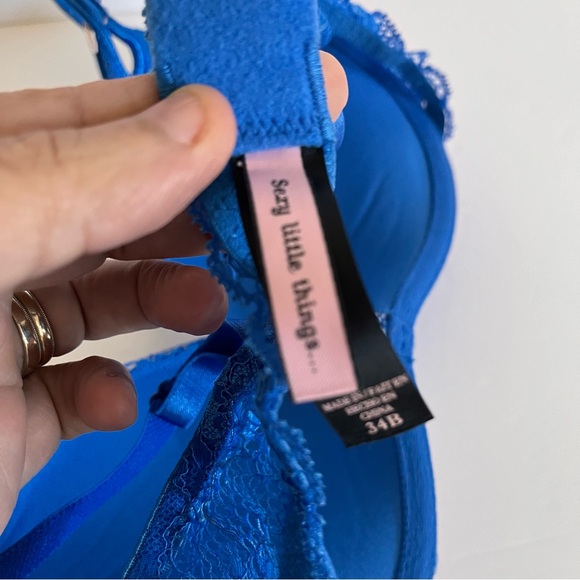 Sexy little things...
MADE IN / FAIT EN
HECHO EN
CHINA
34B